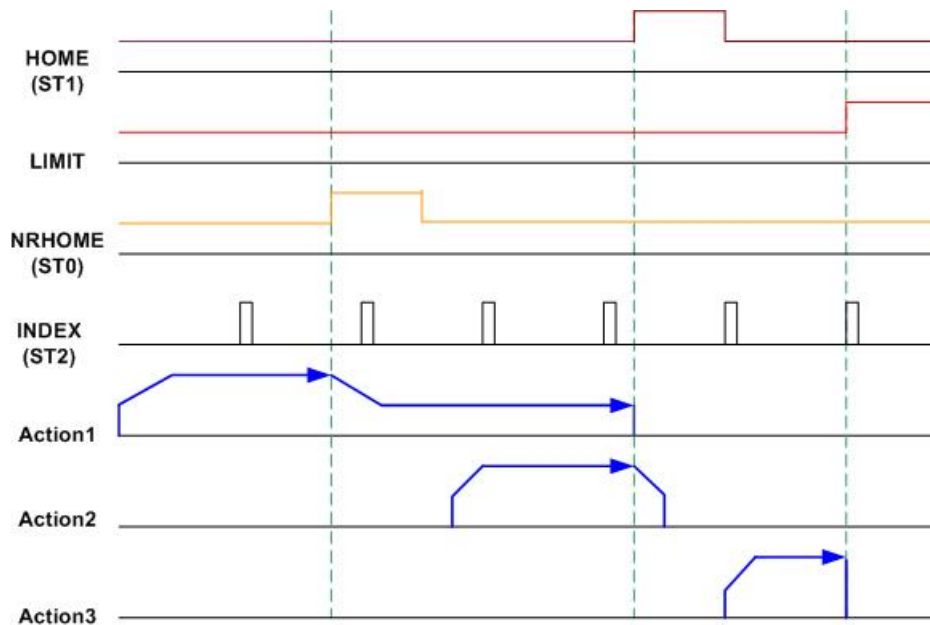 HOME
(ST1)
LIMIT
NRHOME
(ST0)
INDEX
(ST2)
Action1
Action2
Action3